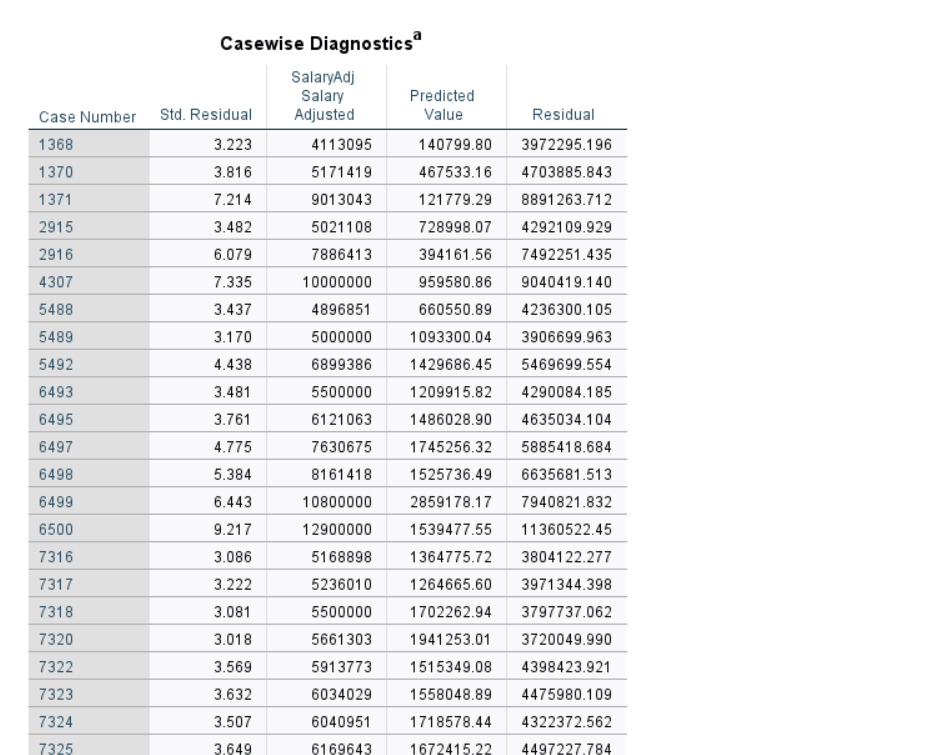 Casewise Diagnostics a
Case Number Std. Residual SalaryAdj Salary Adjusted Predicted Value Residual
1368 3.223 4113095 140799.80 3972295.196
1370 3.816 5171419 467533.16 4703885.843
1371 7.214 9013043 121779.29 8891263.712
2915 3.482 5021108 728998.07 4292109.929
2916 6.079 7886413 394161.56 7492251.435
4307 7.335 10000000 959580.86 9040419.140
5488 3.437 4896851 660550.89 4236300.105
5489 3.170 5000000 1093300.04 3906699.963
5492 4.438 6899386 1429686.45 5469699.554
6493 3.481 5500000 1209915.82 4290084.185
6495 3.761 6121063 1486028.90 4635034.104
6497 4.775 7630675 1745256.32 5885418.684
6498 5.384 8161418 1525736.49 6635681.513
6499 6.443 10800000 2859178.17 7940821.832
6500 9.217 12900000 1539477.55 11360522.45
7316 3.086 5168898 1364775.72 3804122.277
7317 3.222 5236010 1264665.60 3971344.398
7318 3.081 5500000 1702262.94 3797737.062
7320 3.018 5661303 1941253.01 3720049.990
7322 3.569 5913773 1515349.08 4398423.921
7323 3.632 6034029 1558048.89 4475980.109
7324 3.507 6040951 1718578.44 4322372.562
7325 3.649 6169643 1672415.22 4497227.784